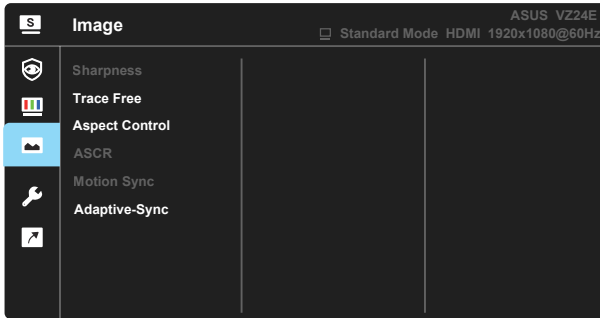 S Image
ASUS VZ24E
Standard Mode HDMI 1920x1080@60Hz
Sharpness
Trace Free
Aspect Control
ASCR
Motion Sync
Adaptive-Sync